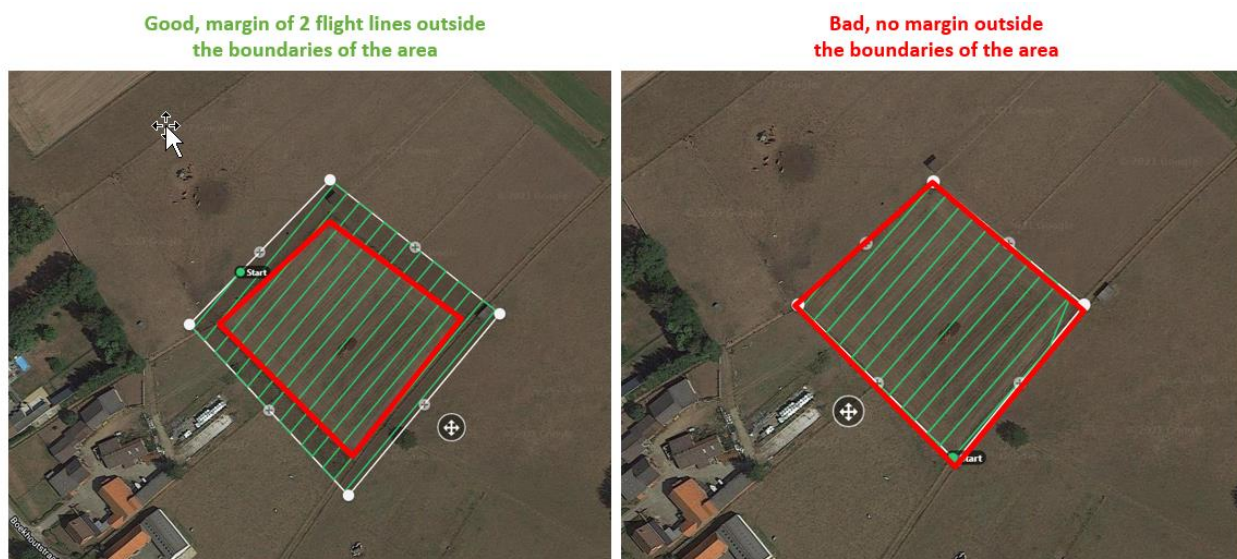 Good, margin of 2 flight lines outside
the boundaries of the area
Bad, no margin outside
the boundaries of the area
Start